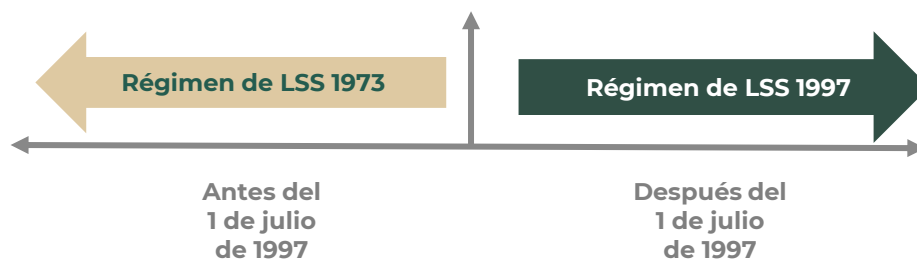 Régimen de LSS 1973
Régimen de LSS 1997
Antes del
1 de julio
de 1997
Después del
1 de julio
de 1997